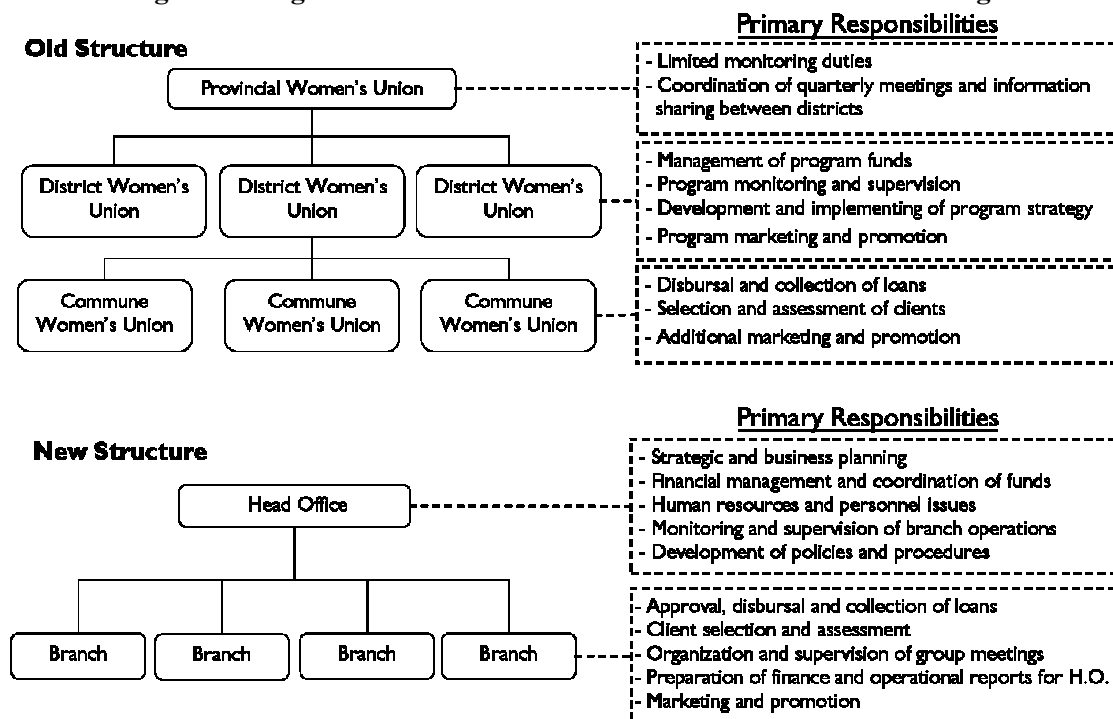 Primary Responsibilities
Old Structure
- Limited monitoring duties
Provincial Women's Union
- Coordination of quarterly meetings and information
sharing between districts
- Management of program funds
- Program monitoring and supervision
- Development and implementing of program strategy
- Program marketing and promotion
District Women's
Union
District Women's
Union
District Women's
Union
- Disbursal and collection of loans
- Selection and assessment of clients
- Additional marketing and promotion
Commune
Women's Union
Commune
Women's Union
Commune
Women's Union
Primary Responsibilities
New Structure
- Strategic and business planning
- Financial management and coordination of funds
- Human resources and personnel issues
- Monitoring and supervision of branch operations
- Development of policies and procedures
Head Office
- Approval, disbursal and collection of loans
- Client selection and assessment
- Organization and supervision of group meetings
- Preparation of finance and operational reports for H.O.
- Marketing and promotion
Branch
Branch
Branch
Branch